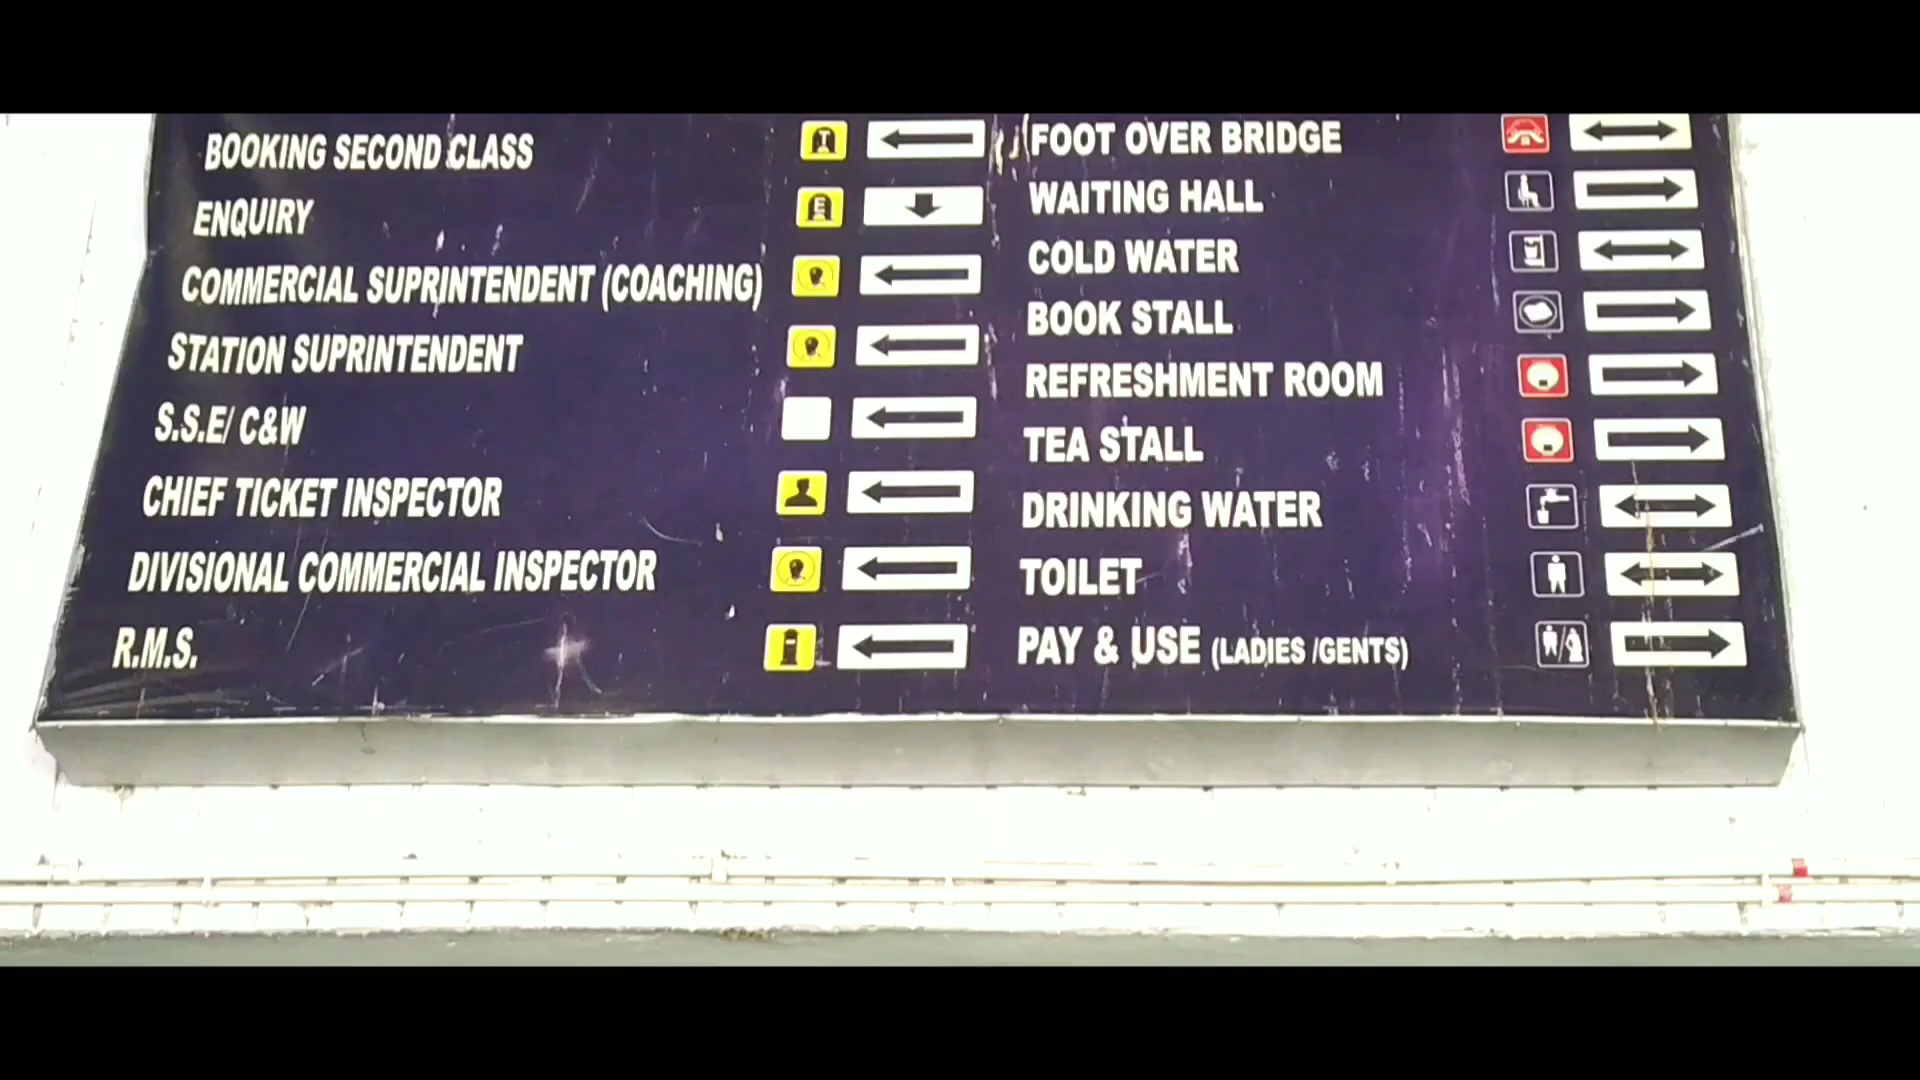 BOOKING SECOND CLASS
ENQUIRY
COMMERCIAL SUPRINTENDENT (COACHING)
STATION SUPRINTENDENT
S.S.E/ C&W
CHIEF TICKET INSPECTOR
DIVISIONAL COMMERCIAL INSPECTOR
R.M.S.
FOOT OVER BRIDGE
WAITING HALL
COLD WATER
BOOK STALL
REFRESHMENT ROOM
TEA STALL
DRINKING WATER
TOILET
PAY & USE (LADIES /GENTS)